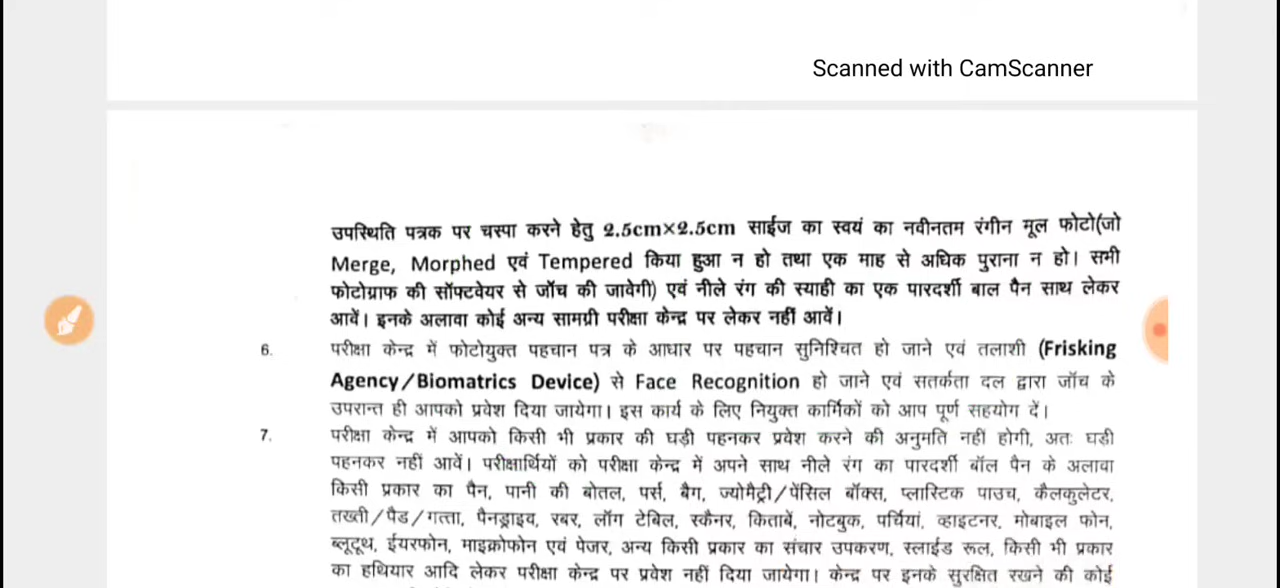 Scanned with CamScanner
उपस्थिति पत्रक पर चस्पा करने हेतु 2.5cm×2.5cm साईज का स्वयं का नवीनतम रंगीन मूल फोटो(जो
Merge, Morphed एवं Tempered किया हुआ न हो तथा एक माह से अधिक पुराना न हो। सभी
फोटोग्राफ की सॉफ्टवेयर से जॉच की जावेगी) एवं नीले रंग की स्याही का एक पारदर्शी बाल पैन साथ लेकर
आवें। इनके अलावा कोई अन्य सामग्री परीक्षा केन्द्र पर लेकर नहीं आवें।
6. परीक्षा केन्द्र में फोटोयुक्त पहचान पत्र के आधार पर पहचान सुनिश्चित हो जाने एवं तलाशी (Frisking
Agency/Biomatrics Device) से Face Recognition हो जाने एवं सतर्कता दल द्वारा जॉच के
उपरान्त ही आपको प्रवेश दिया जायेगा। इस कार्य के लिए नियुक्त कार्मिकों को आप पूर्ण सहयोग दें।
7. परीक्षा केन्द्र में आपको किसी भी प्रकार की घड़ी पहनकर प्रवेश करने की अनुमति नहीं होगी, अतः घड़ी
पहनकर नहीं आवें। परीक्षार्थियों को परीक्षा केन्द्र में अपने साथ नीले रंग का पारदर्शी बॉल पैन के अलावा
किसी प्रकार का पैन, पानी की बोतल, पर्स, बैग, ज्योमैट्री/पेंसिल बॉक्स, प्लास्टिक पाउच, कैलकुलेटर,
तख्ती/पैड/गत्ता, पैनड्राइव, रबर, लॉग टेबिल, स्कैनर, किताबें, नोटबुक, पर्चियां, व्हाइटनर, मोबाइल फोन,
ब्लूटूथ, ईयरफोन, माइक्रोफोन एवं पेजर, अन्य किसी प्रकार का संचार उपकरण, स्लाईड रूल, किसी भी प्रकार
का हथियार आदि लेकर परीक्षा केन्द्र पर प्रवेश नहीं दिया जायेगा। केन्द्र पर इनके सुरक्षित रखने की कोई